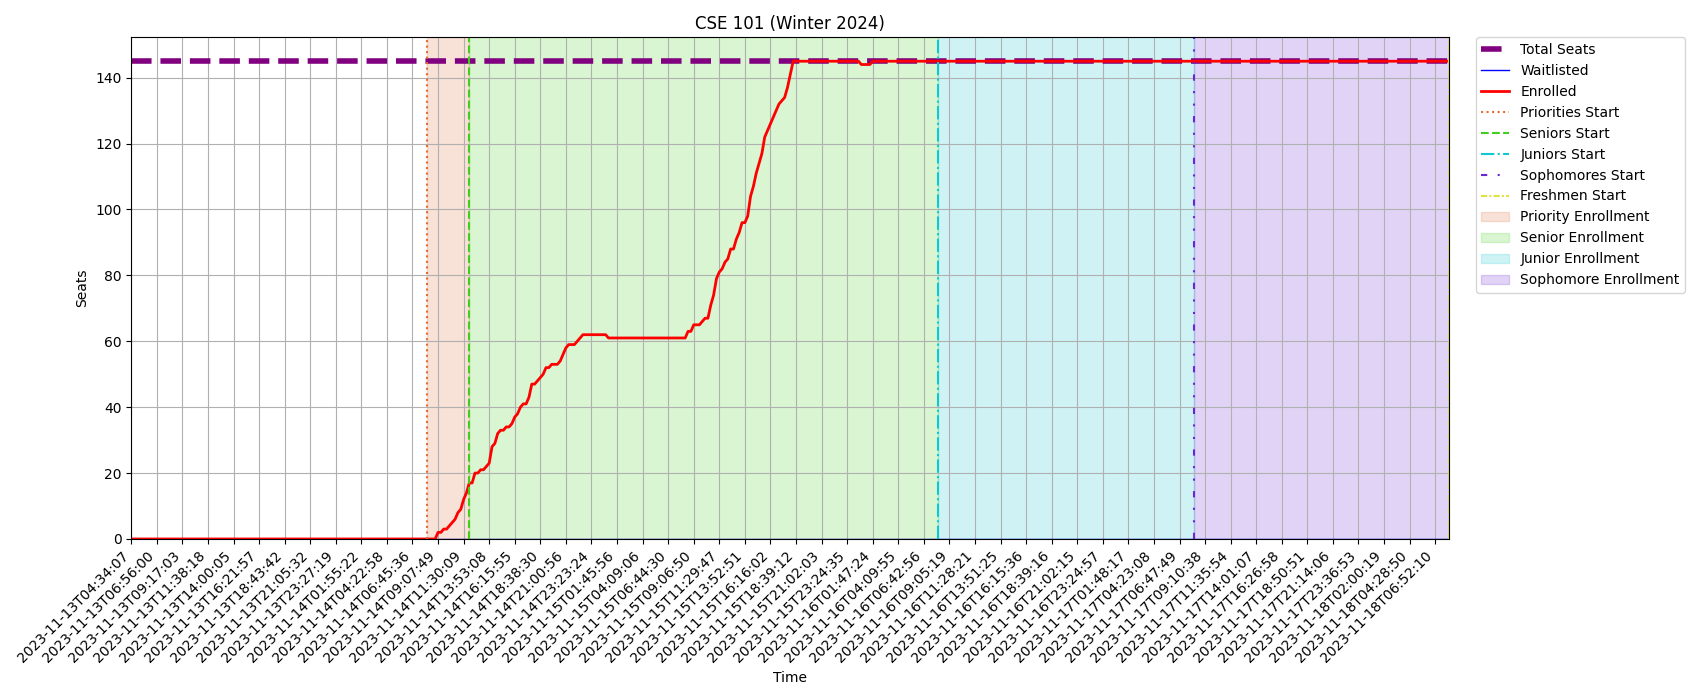 CSE 101 (Winter 2024)
Total Seats
Waitlisted
Enrolled
Priorities Start
Seniors Start
Juniors Start
Sophomores Start
Freshmen Start
Priority Enrollment
Senior Enrollment
Junior Enrollment
Sophomore Enrollment
Seats
140
120
100
80
60
40
20
0
2023-11-13T04:34:07
2023-11-13T06:56:00
2023-11-13T09:17:03
2023-11-13T11:38:18
2023-11-13T14:00:05
2023-11-13T16:21:57
2023-11-13T18:43:42
2023-11-13T21:05:32
2023-11-13T23:27:19
2023-11-14T01:55:22
2023-11-14T04:22:58
2023-11-14T06:45:36
2023-11-14T09:07:49
2023-11-14T11:30:09
2023-11-14T13:53:08
2023-11-14T16:15:55
2023-11-14T18:38:30
2023-11-14T21:00:56
2023-11-14T23:23:24
2023-11-15T01:45:56
2023-11-15T04:09:06
2023-11-15T06:44:30
2023-11-15T09:06:50
2023-11-15T11:29:47
2023-11-15T13:52:51
2023-11-15T16:16:02
2023-11-15T18:39:12
2023-11-15T21:02:03
2023-11-15T23:24:35
2023-11-16T01:47:24
2023-11-16T04:09:55
2023-11-16T06:42:56
2023-11-16T09:05:19
2023-11-16T11:28:21
2023-11-16T13:51:25
2023-11-16T16:15:36
2023-11-16T18:39:16
2023-11-16T21:02:15
2023-11-16T23:24:57
2023-11-17T01:48:17
2023-11-17T04:23:08
2023-11-17T06:47:49
2023-11-17T09:10:38
2023-11-17T11:35:54
2023-11-17T14:01:07
2023-11-17T16:26:58
2023-11-17T18:50:51
2023-11-17T21:14:06
2023-11-17T23:36:53
2023-11-18T02:00:19
2023-11-18T04:28:50
2023-11-18T06:52:10
Time